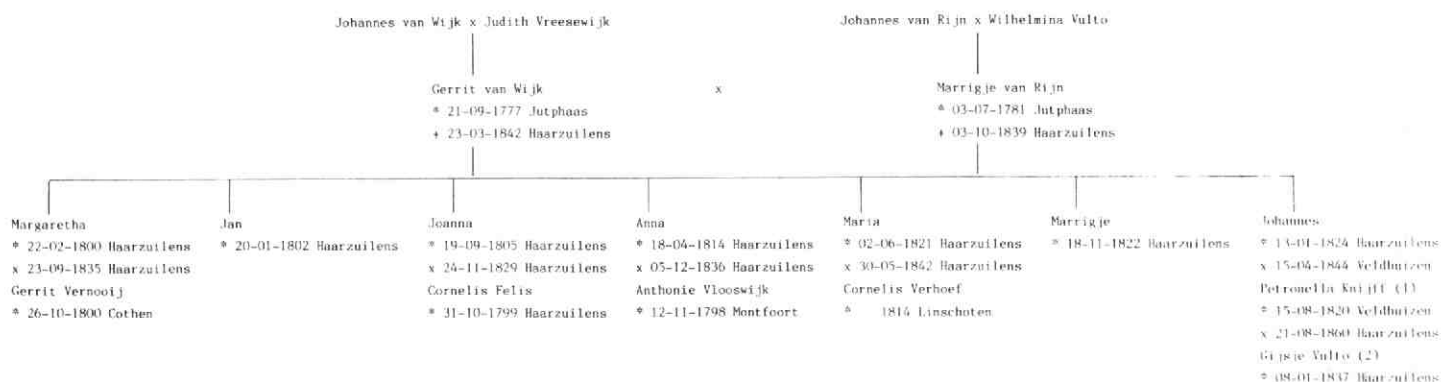 Johannes van Wijk x Judith Vreesewijk
Johannes van Rijn x Wilhelmina Vulto
Gerrit van Wijk
* 21-09-1777 Jutphaas
+ 23-03-1842 Haarzuilens
x
Marrigje van Rijn
* 03-07-1781 Jutphaas
+ 03-10-1839 Haarzuilens
Margaretha
* 22-02-1800 Haarzuilens
x 23-09-1835 Haarzuilens
Gerrit Vernooij
* 26-10-1800 Cothen
Jan
* 20-01-1802 Haarzuilens
Joanna
* 19-09-1805 Haarzuilens
x 24-11-1829 Haarzuilens
Cornelis Felis
* 31-10-1799 Haarzuilens
Anna
* 18-04-1814 Haarzuilens
x 05-12-1836 Haarzuilens
Anthonie Vlooswijk
* 12-11-1798 Montfoort
Maria
* 02-06-1821 Haarzuilens
x 30-05-1842 Haarzuilens
Cornelis Verhoef
* 1814 Linschoten
Marrigje
* 18-11-1822 Haarzuilens
Johannes
* 13-01-1824 Haarzuilens
x 15-04-1844 Veldhuizen
Petronella Knijff (1)
* 15-08-1820 Veldhuizen
x 21-08-1860 Haarzuilens
Gijsje Vulto (2)
* 08-01-1837 Haarzuilens